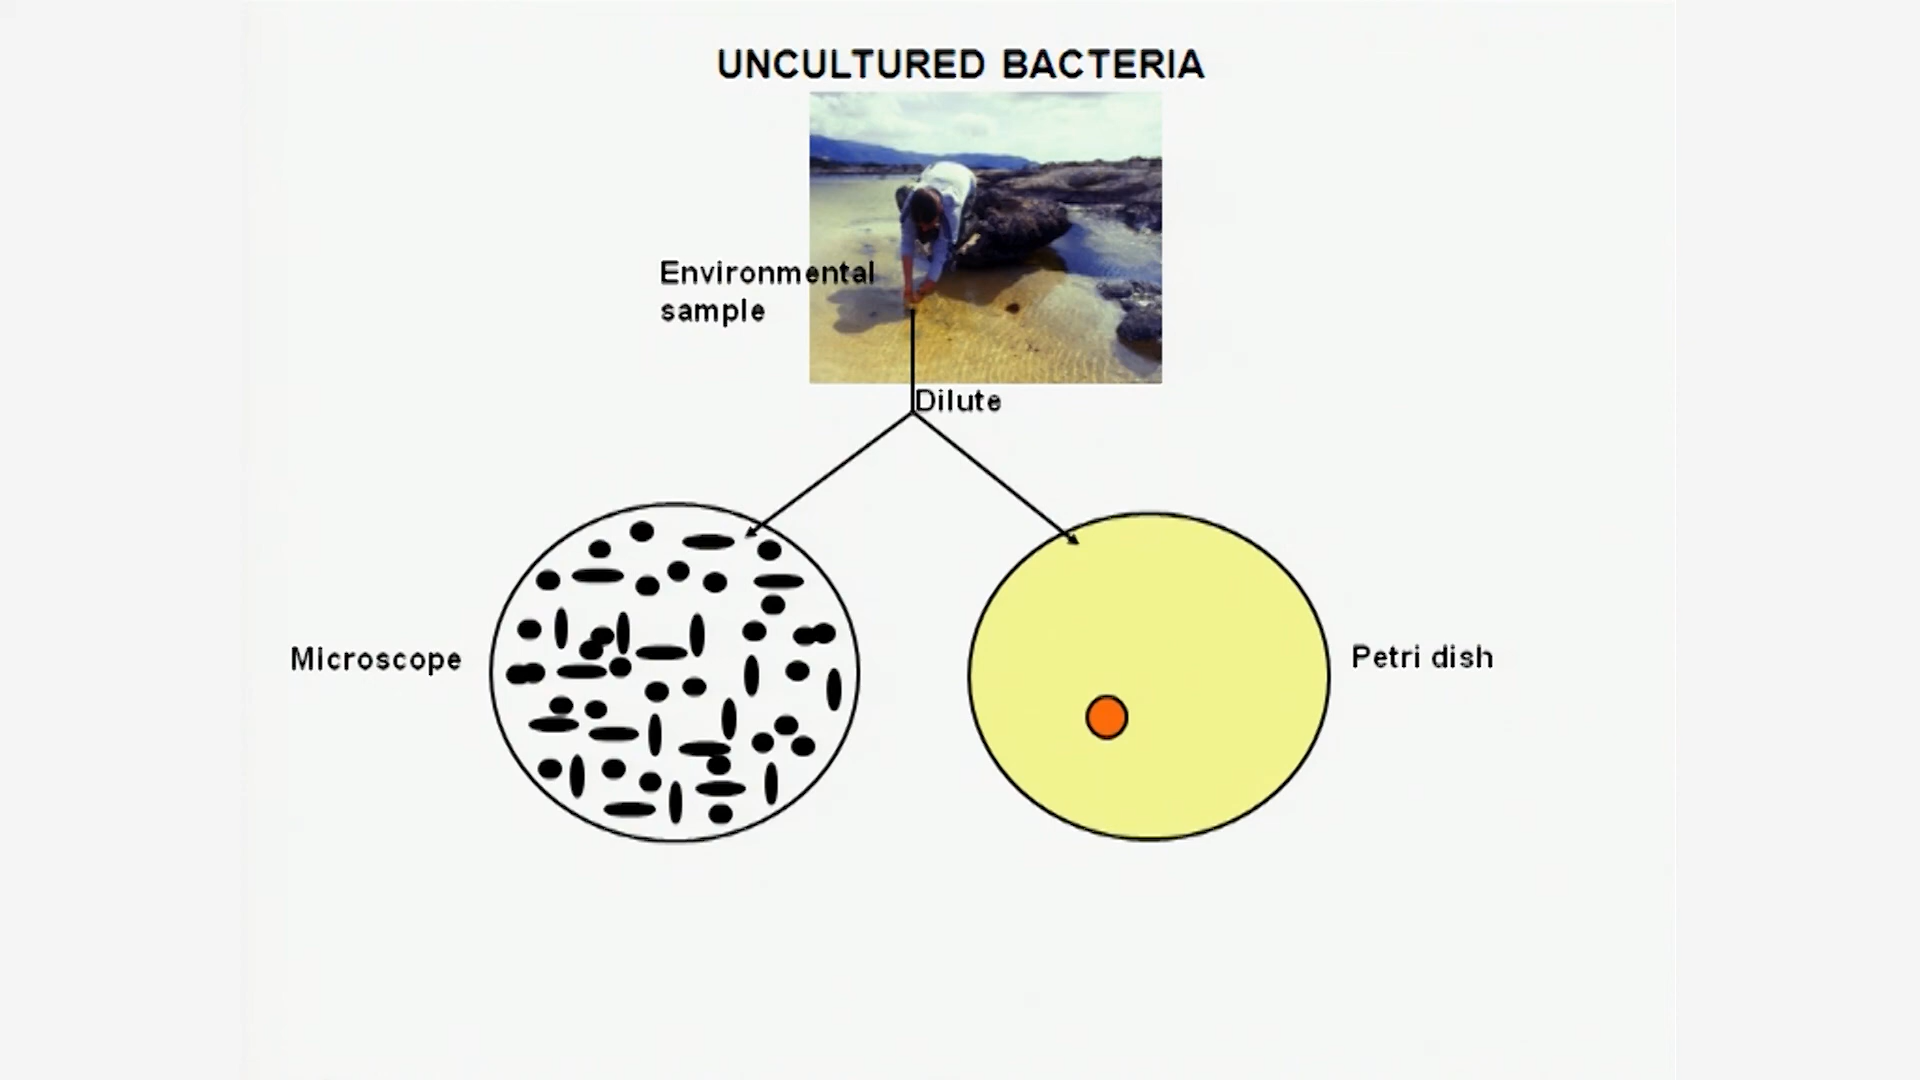 UNCULTURED BACTERIA
Environmental
sample
Dilute
Microscope
Petri dish